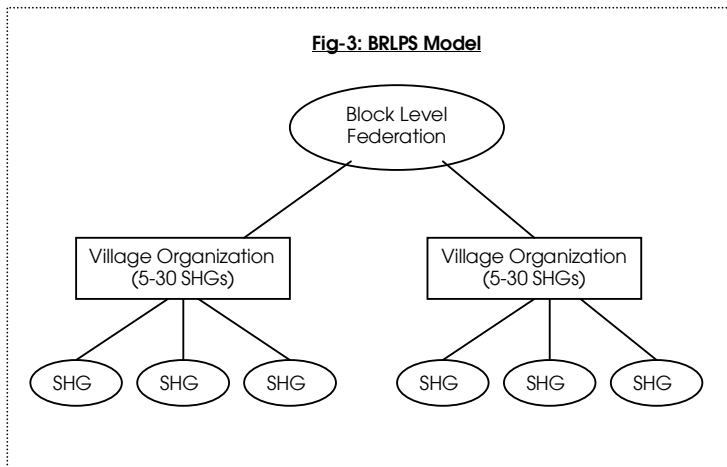 Fig-3: BRLPS Model
Block Level
Federation
Village Organization
(5-30 SHGs)
Village Organization
(5-30 SHGs)
SHG
SHG
SHG
SHG
SHG
SHG